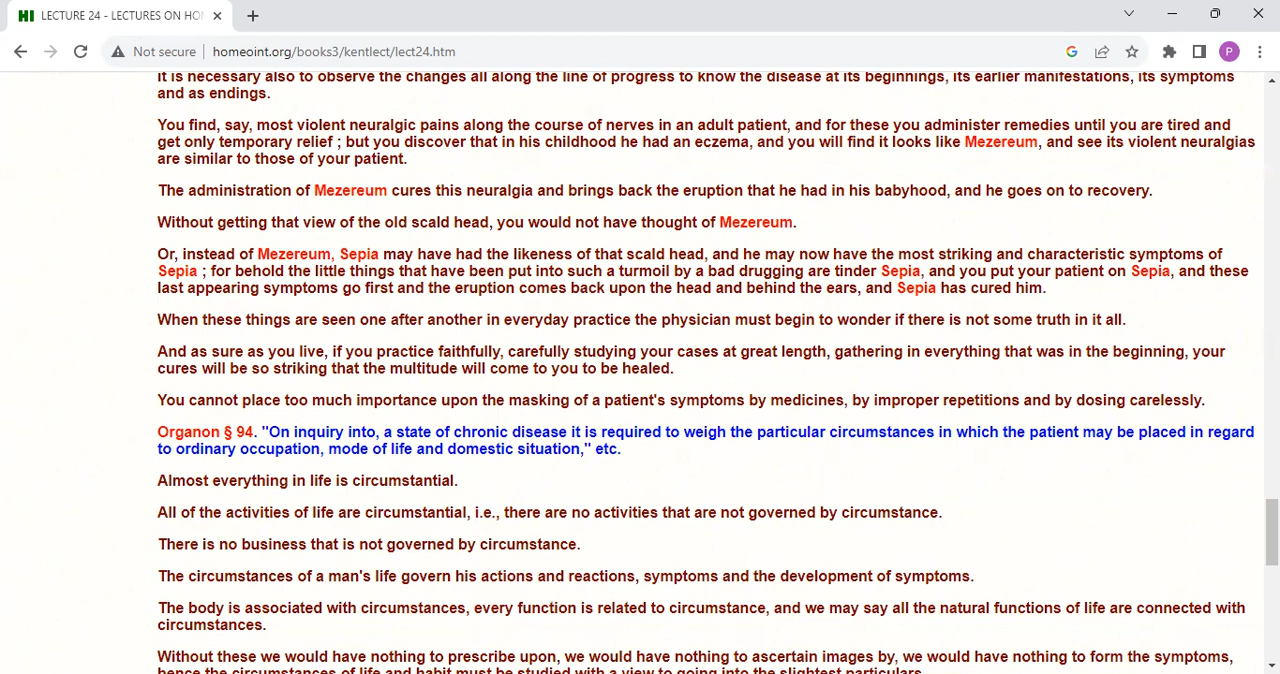 LECTURE 24 - LECTURES ON HO
Not secure
homeoint.org/books3/kentlect/lect24.htm
P
It is necessary also to observe the changes all along the line of progress to know the disease at its beginnings, its earlier manifestations, its symptoms
and as endings.
You find, say, most violent neuralgic pains along the course of nerves in an adult patient, and for these you administer remedies until you are tired and
get only temporary relief ; but you discover that in his childhood he had an eczema, and you will find it looks like Mezereum, and see its violent neuralgias
are similar to those of your patient.
The administration of Mezereum cures this neuralgia and brings back the eruption that he had in his babyhood, and he goes on to recovery.
Without getting that view of the old scald head, you would not have thought of Mezereum.
Or, instead of Mezereum, Sepia may have had the likeness of that scald head, and he may now have the most striking and characteristic symptoms of
Sepia ; for behold the little things that have been put into such a turmoil by a bad drugging are tinder Sepia, and you put your patient on Sepia, and these
last appearing symptoms go first and the eruption comes back upon the head and behind the ears, and Sepia has cured him.
When these things are seen one after another in everyday practice the physician must begin to wonder if there is not some truth in it all.
And as sure as you live, if you practice faithfully, carefully studying your cases at great length, gathering in everything that was in the beginning, your
cures will be so striking that the multitude will come to you to be healed.
You cannot place too much importance upon the masking of a patient's symptoms by medicines, by improper repetitions and by dosing carelessly.
Organon § 94. "On inquiry into, a state of chronic disease it is required to weigh the particular circumstances in which the patient may be placed in regard
to ordinary occupation, mode of life and domestic situation," etc.
Almost everything in life is circumstantial.
All of the activities of life are circumstantial, i.e., there are no activities that are not governed by circumstance.
There is no business that is not governed by circumstance.
The circumstances of a man's life govern his actions and reactions, symptoms and the development of symptoms.
The body is associated with circumstances, every function is related to circumstance, and we may say all the natural functions of life are connected with
circumstances.
Without these we would have nothing to prescribe upon, we would have nothing to ascertain images by, we would have nothing to form the symptoms,
hence the circumstances of life and habit must be studied with a view to going into the slightest particulars.